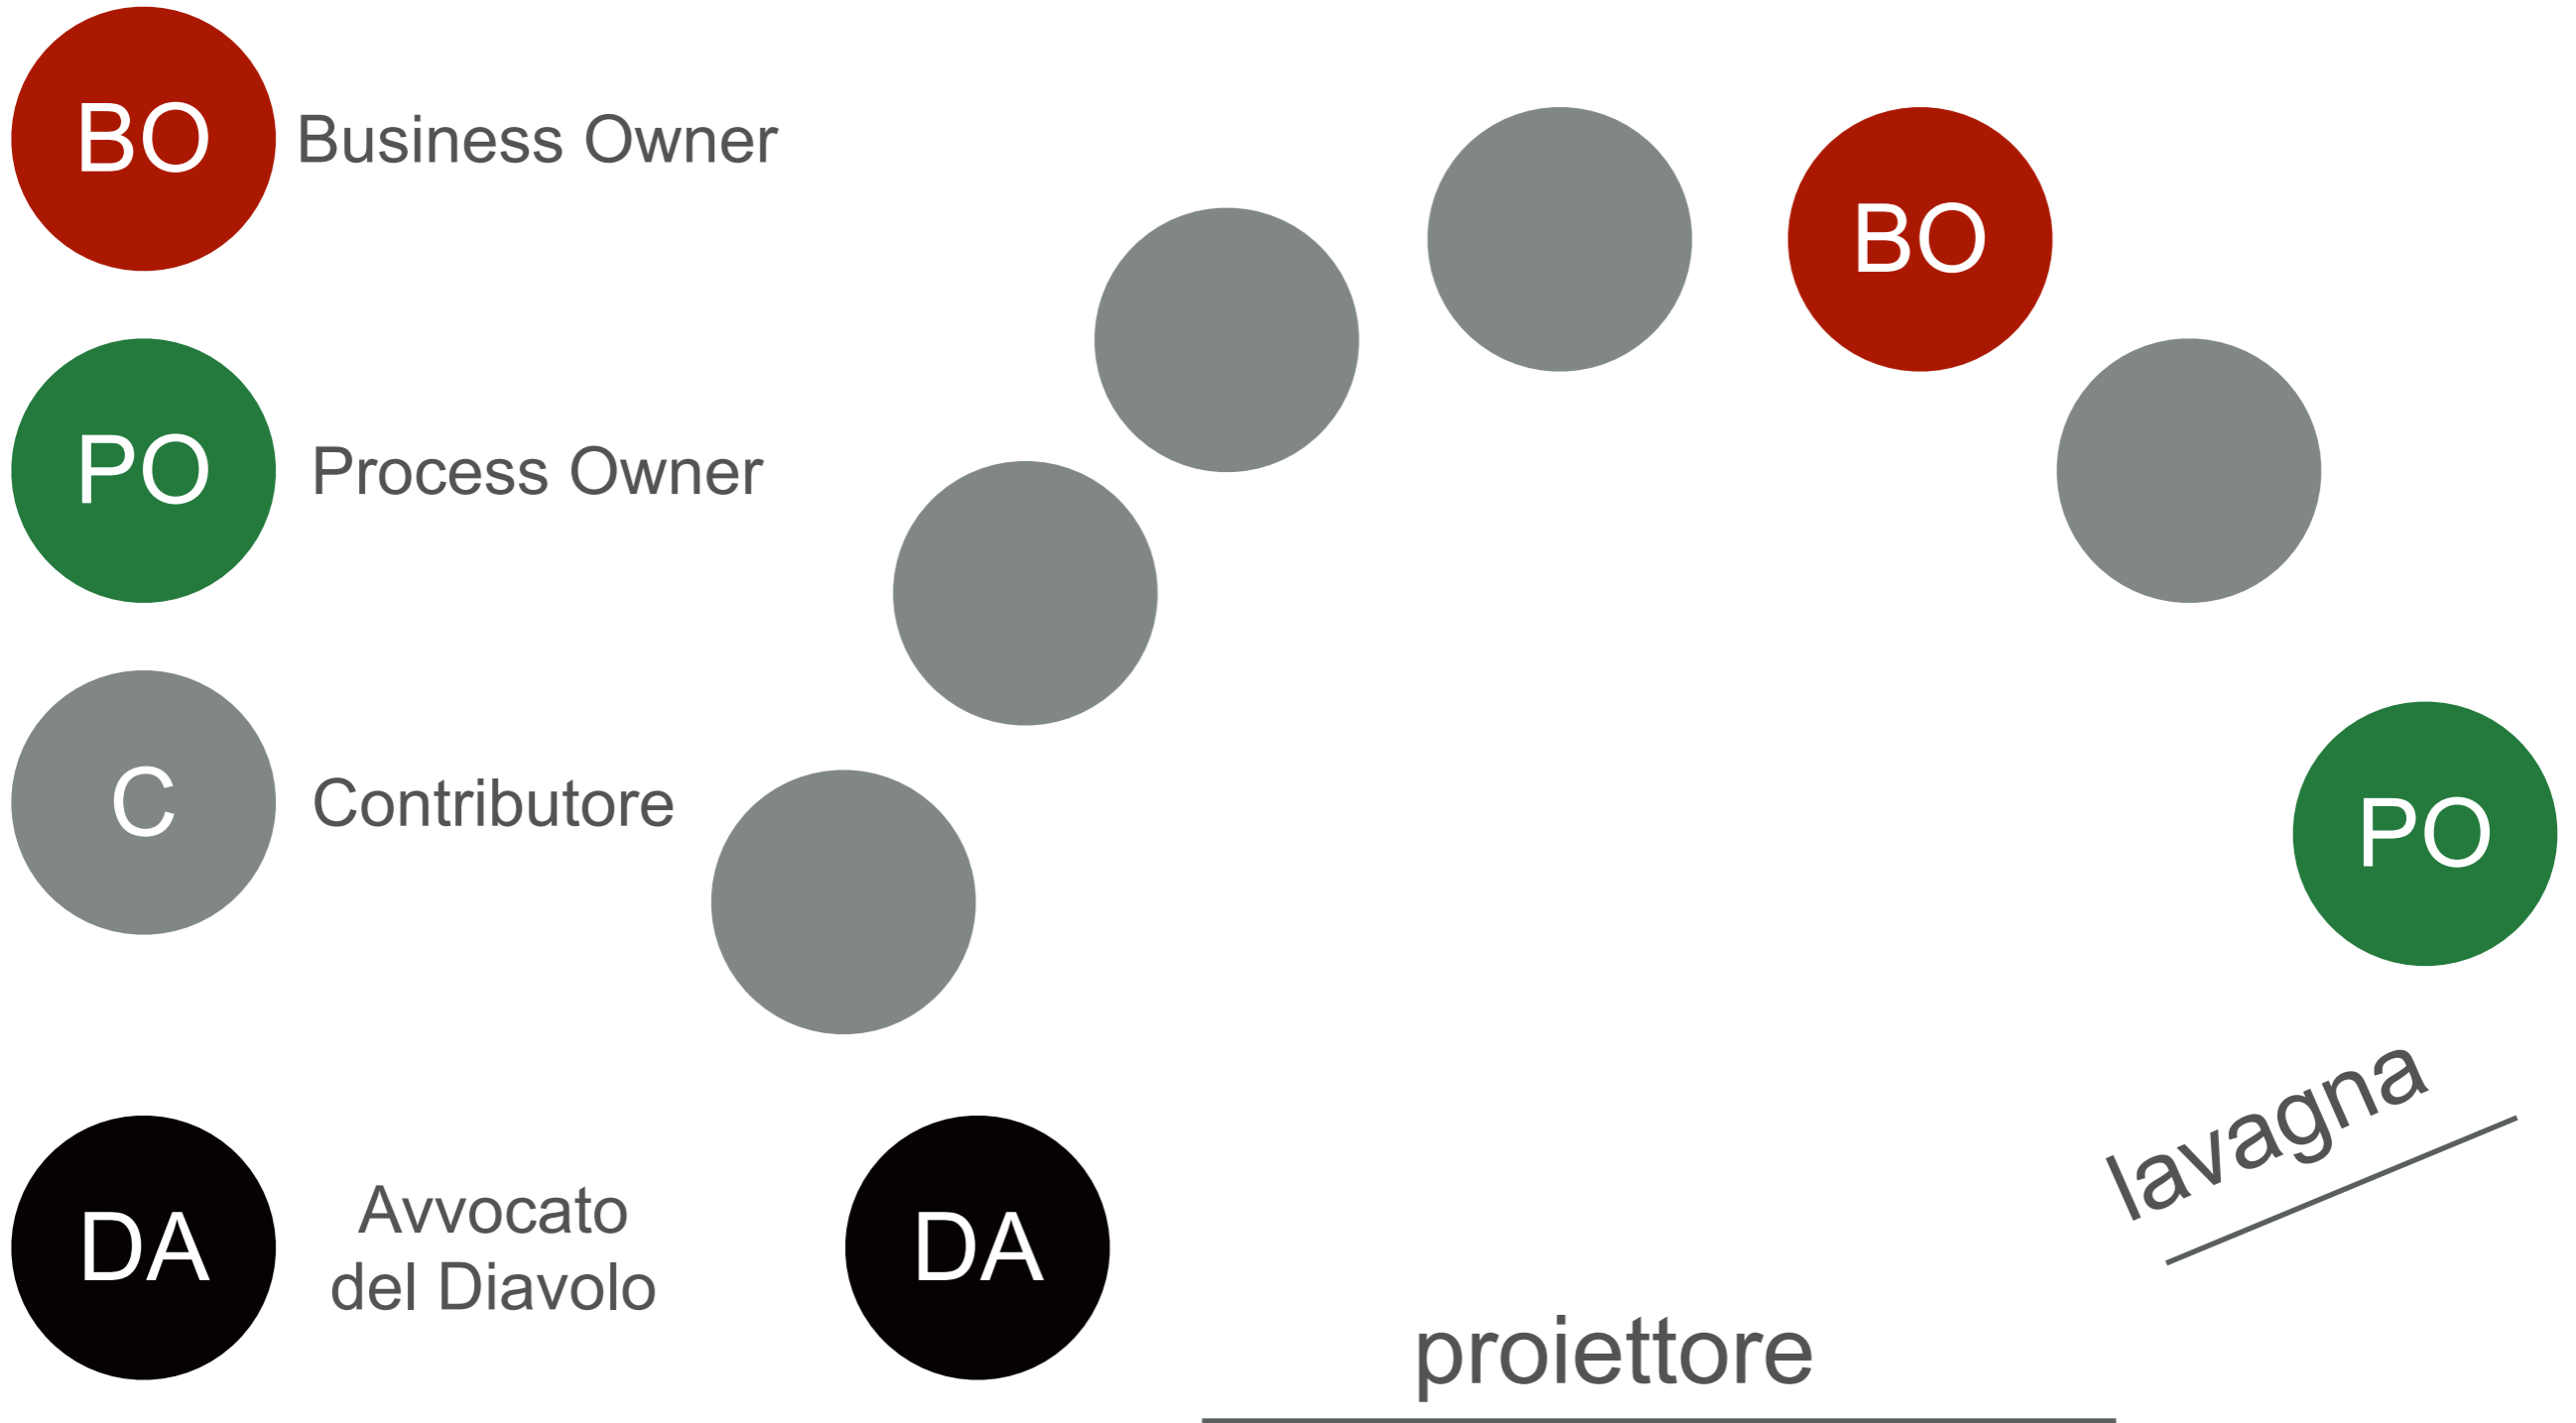 BO
Business Owner
PO
Process Owner
C
Contributore
DA
Avvocato
del Diavolo
BO
PO
DA
lavagna
proiettore